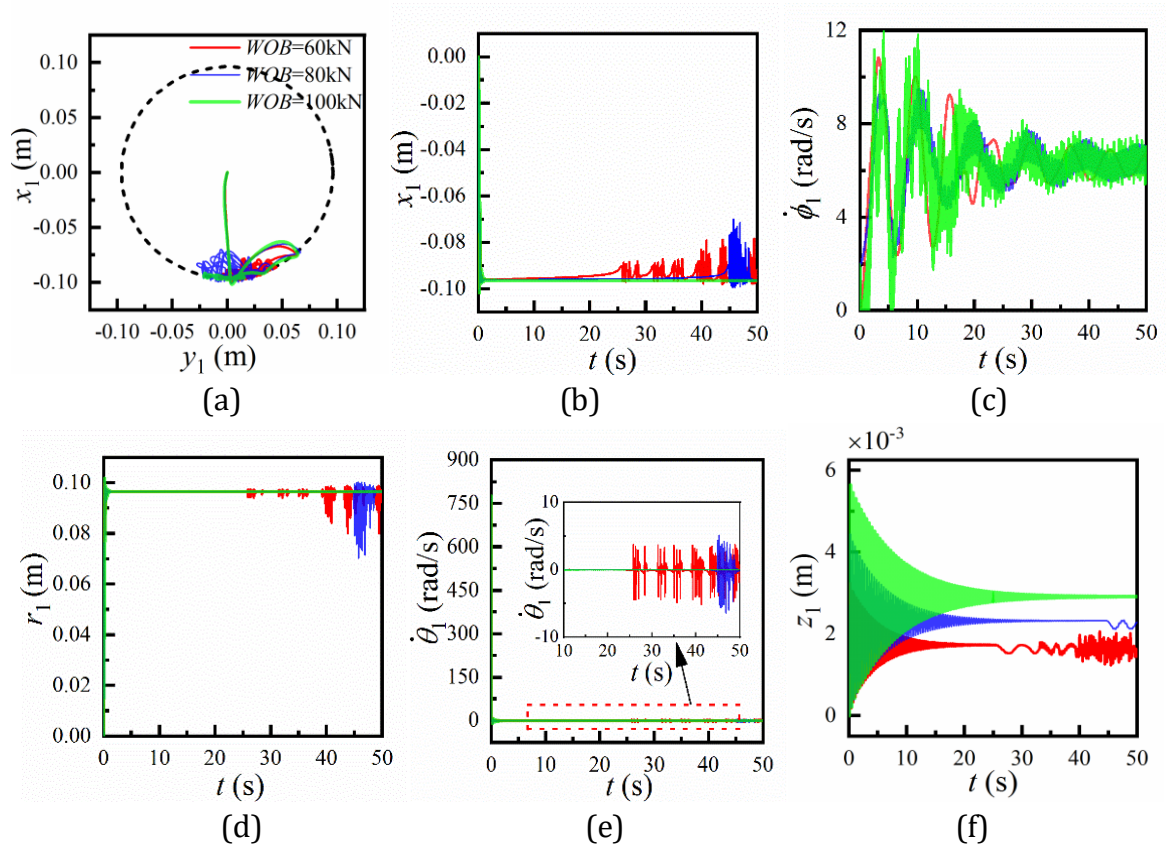 WOB=60kN
WOB=80kN
WOB=100kN
0.10
0.05
0.00
-0.05
-0.10
x₁ (m)
-0.10 -0.05 0.00 0.05 0.10
y₁ (m)
(a)
0.00
-0.02
-0.04
-0.06
-0.08
-0.10
x₁ (m)
0 10 20 30 40 50
t (s)
(b)
12
8
4
0
ϕ̇₁ (rad/s)
0 10 20 30 40 50
t (s)
(c)
0.10
0.08
0.06
0.04
0.02
0.00
r₁ (m)
0 10 20 30 40 50
t (s)
(d)
900
750
600
450
300
150
0
θ̇₁ (rad/s)
10
0
-10
θ̇₁ (rad/s)
10 20 30 40 50
t (s)
0 10 20 30 40 50
t (s)
(e)
×10⁻³
6
4
2
0
z₁ (m)
0 10 20 30 40 50
t (s)
(f)